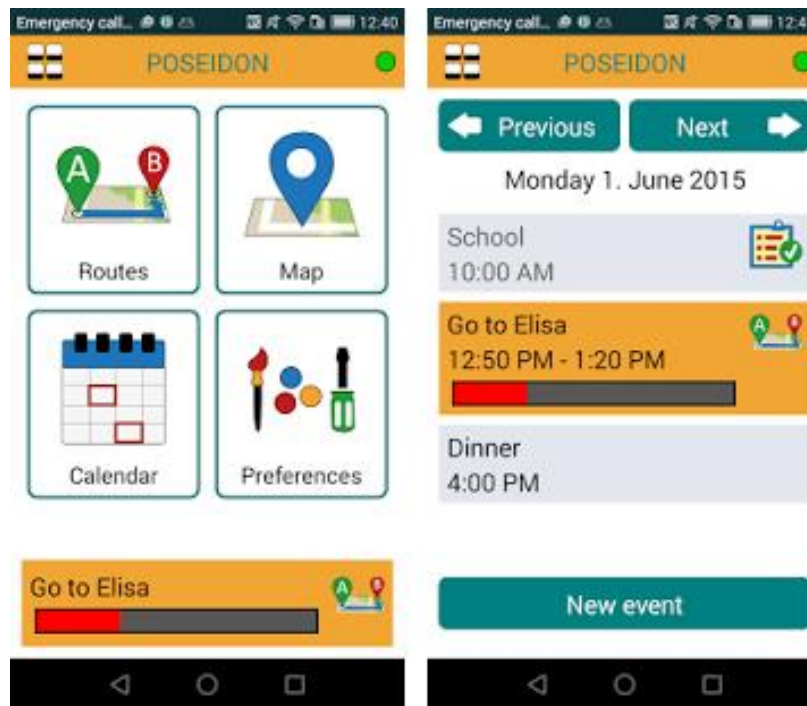 Emergency call... 12:40
POSEIDON
A B
Routes
Map
Calendar
Preferences
Go to Elisa
A B
Emergency call... 12:4
POSEIDON
Previous
Next
Monday 1. June 2015
School
10:00 AM
Go to Elisa
12:50 PM - 1:20 PM
A B
Dinner
4:00 PM
New event